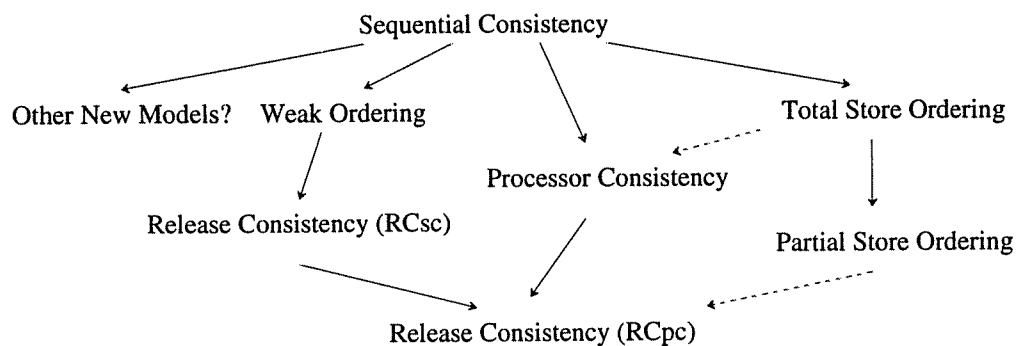 Sequential Consistency
Other New Models?
Weak Ordering
Total Store Ordering
Processor Consistency
Release Consistency (RCsc)
Partial Store Ordering
Release Consistency (RCpc)